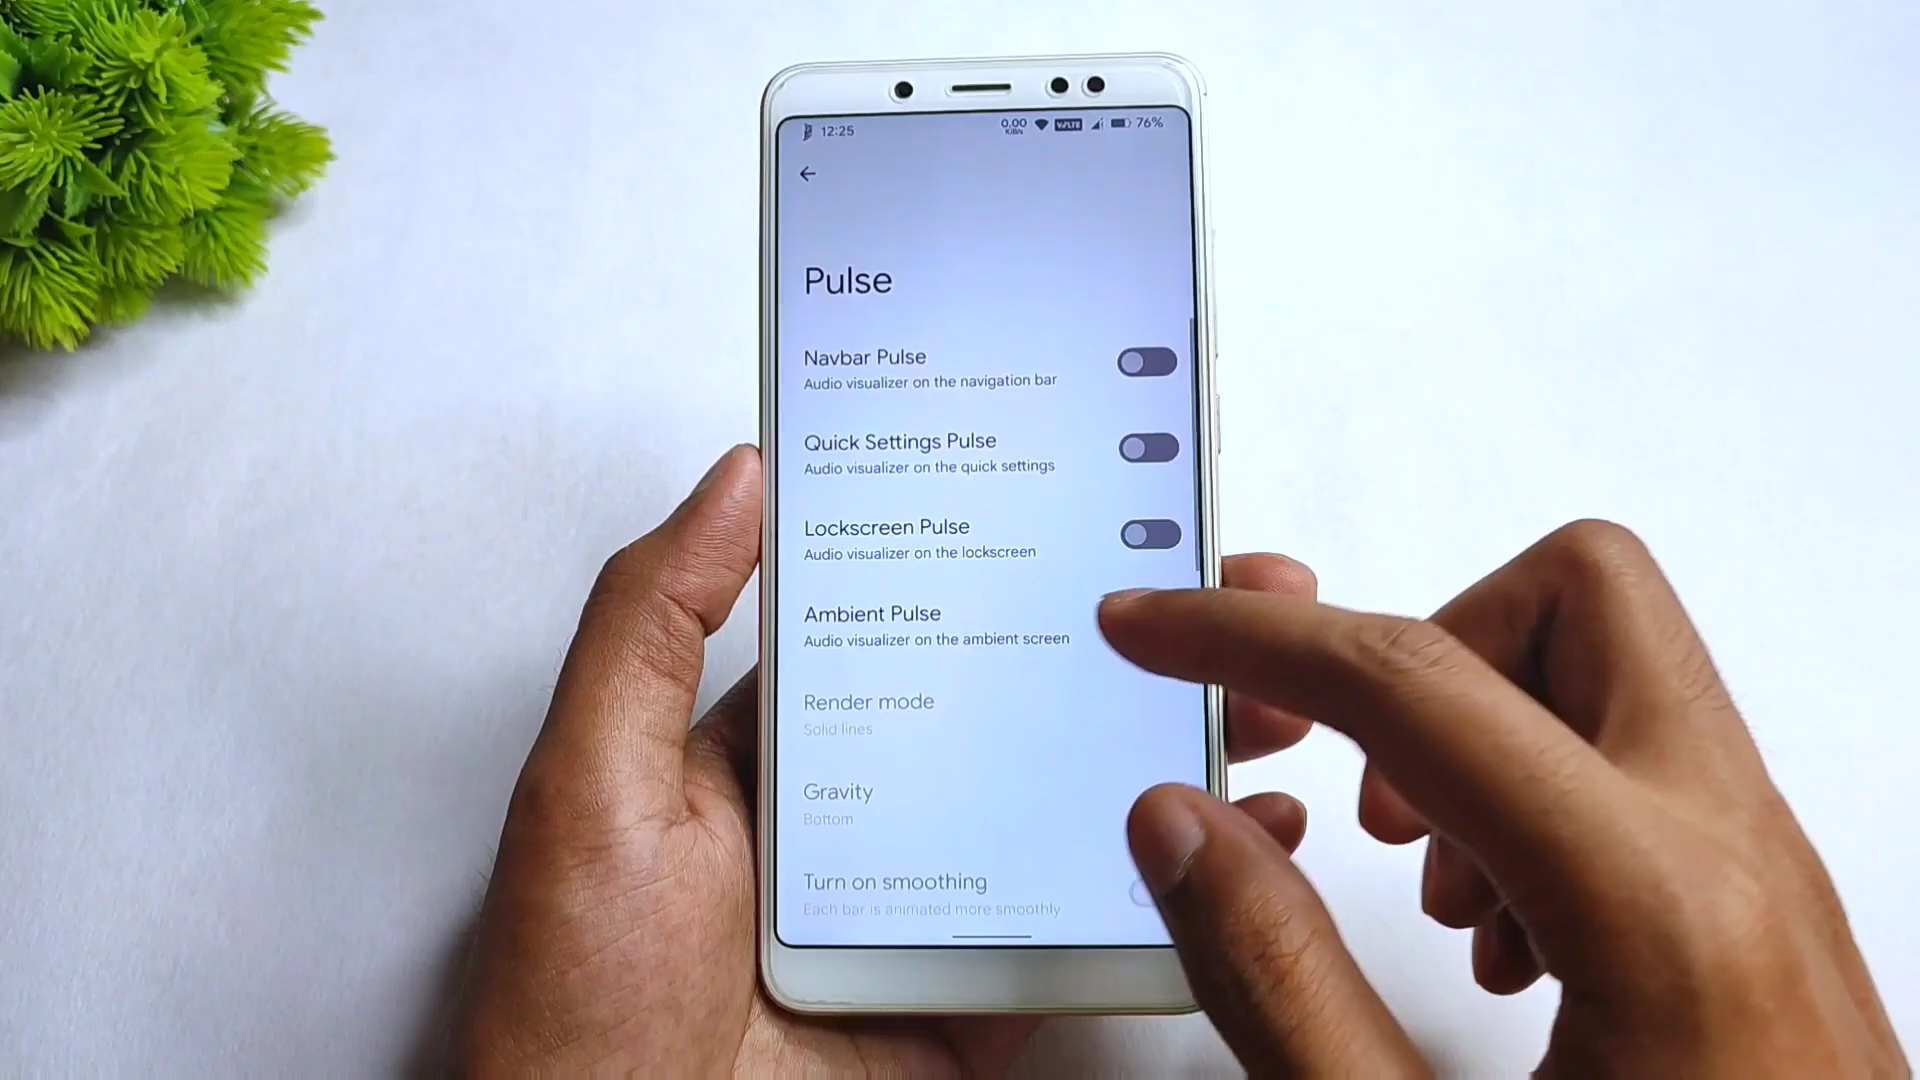 12:25 0.00 KiB/s VoLTE 76%
Pulse
Navbar Pulse
Audio visualizer on the navigation bar
Quick Settings Pulse
Audio visualizer on the quick settings
Lockscreen Pulse
Audio visualizer on the lockscreen
Ambient Pulse
Audio visualizer on the ambient screen
Render mode
Solid lines
Gravity
Bottom
Turn on smoothing
Each bar is animated more smoothly